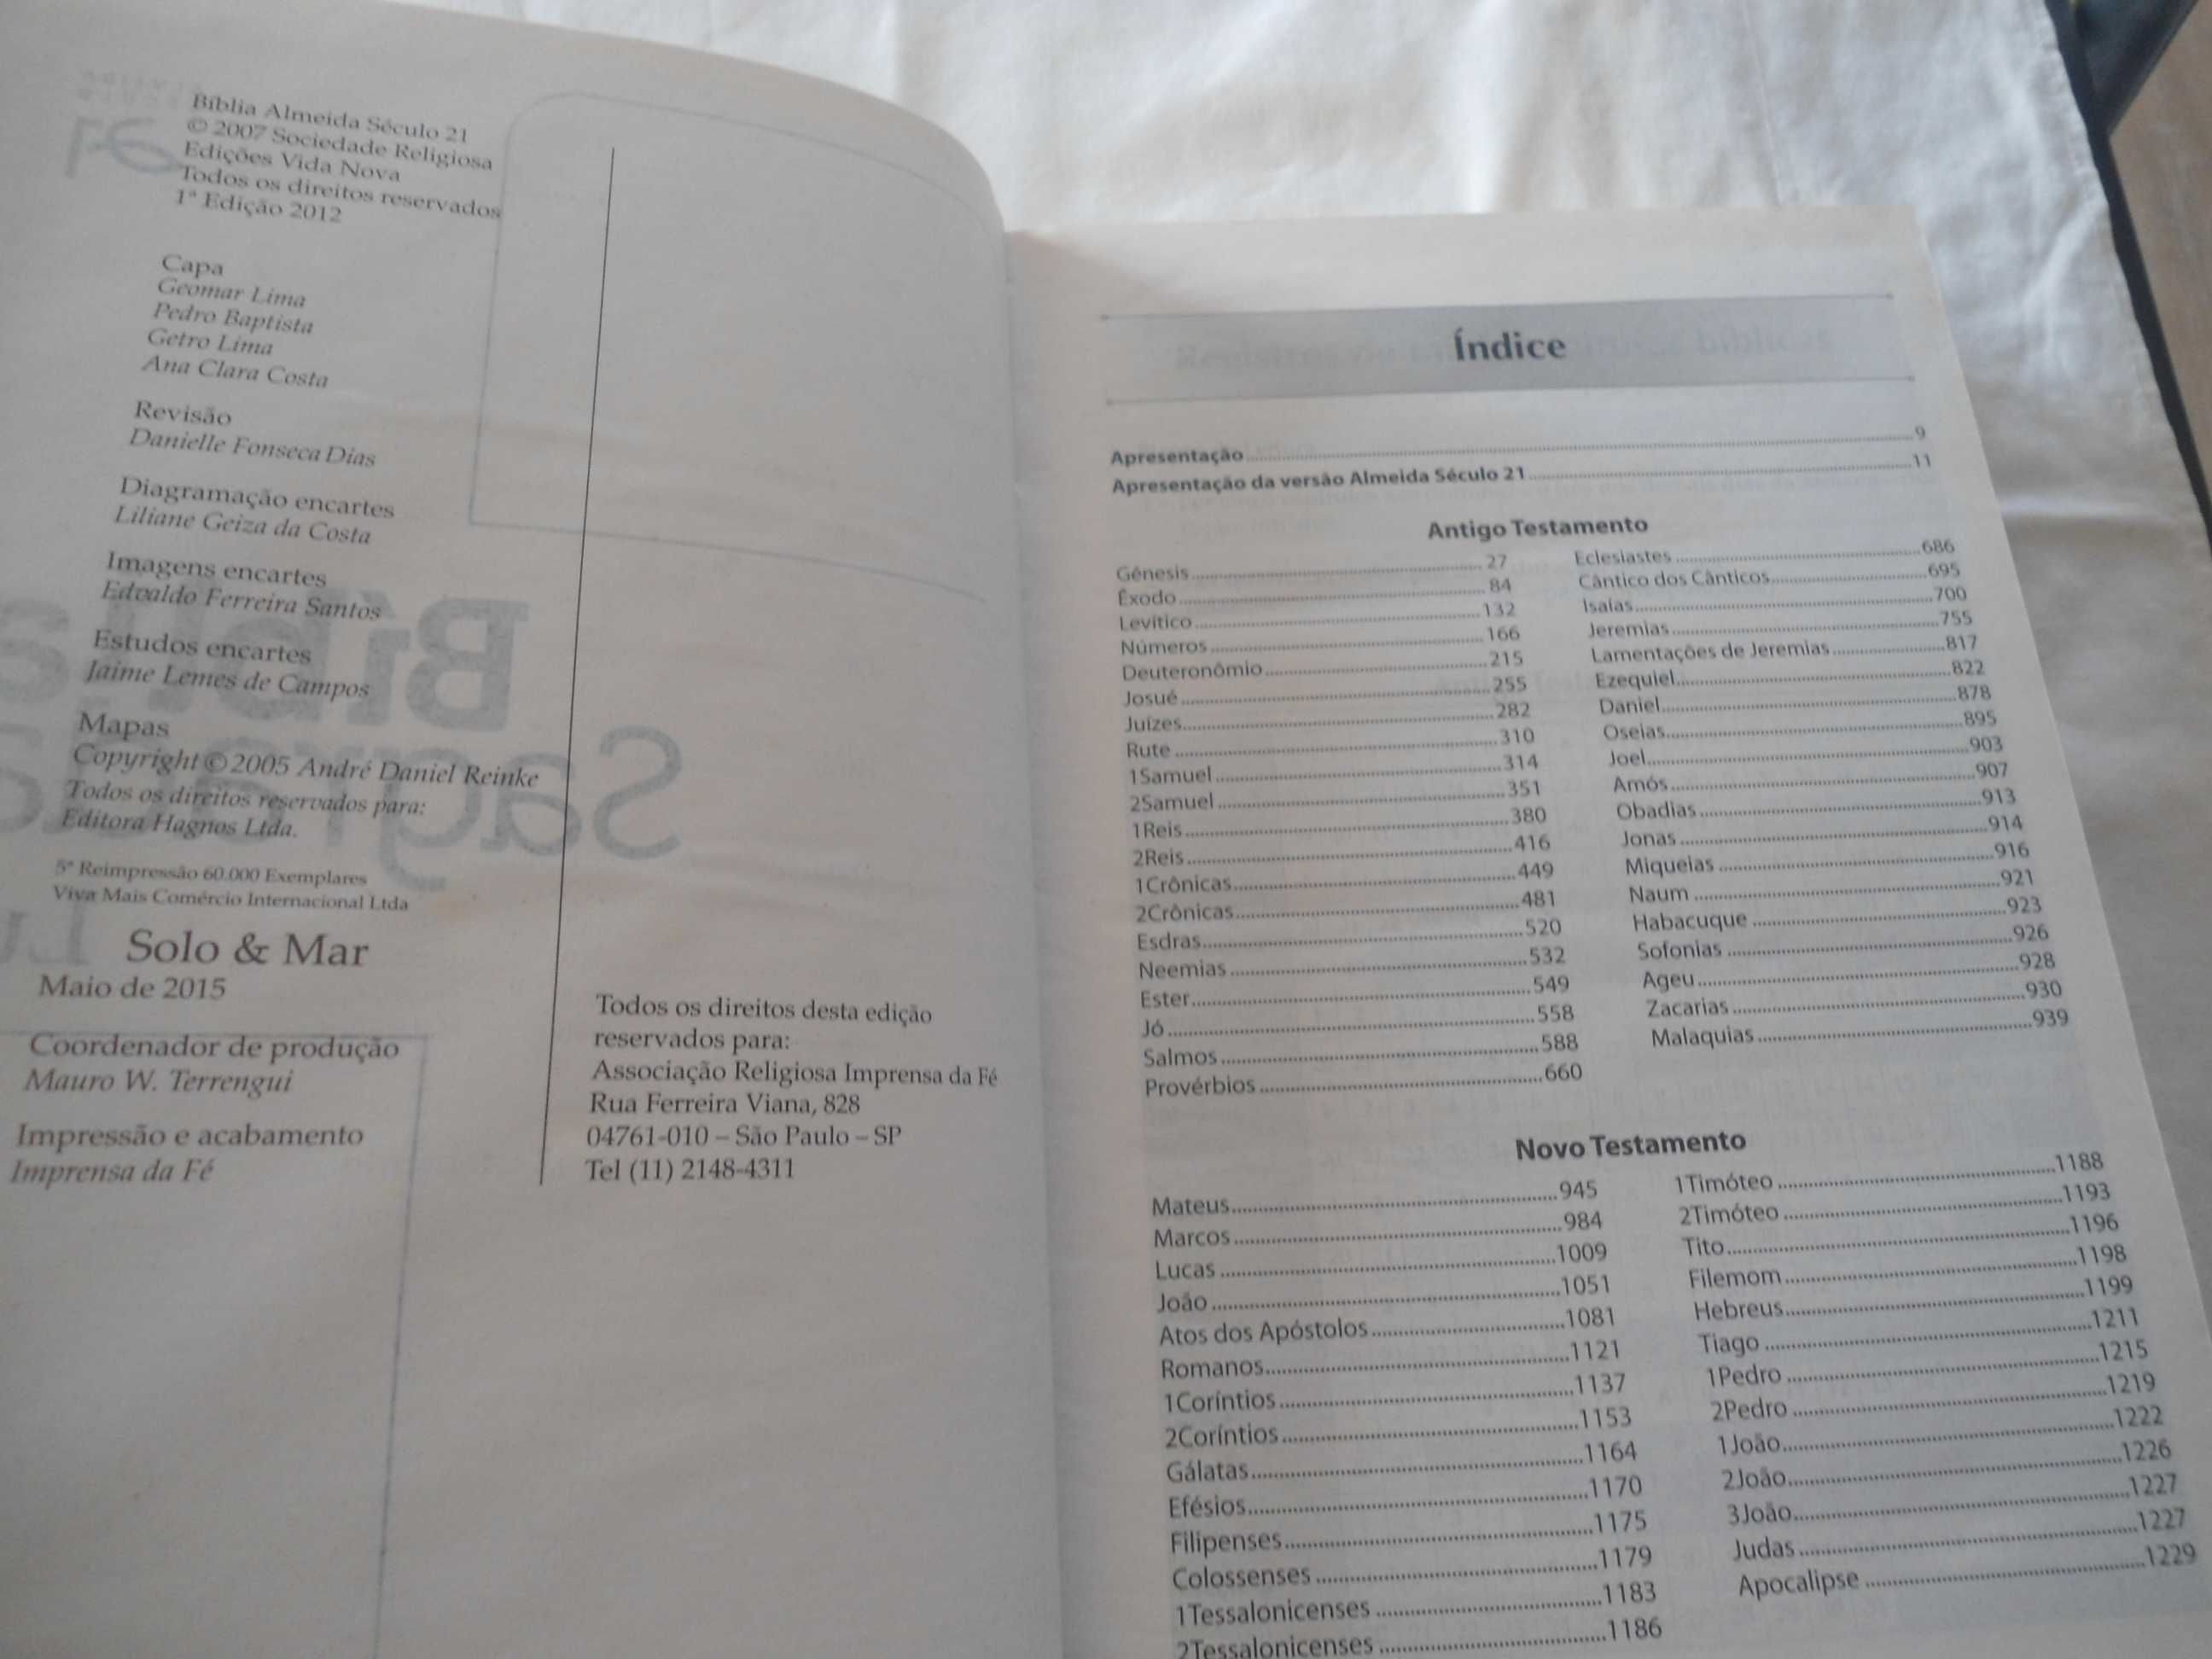 Bíblia Almeida Século 21
© 2007 Sociedade Religiosa
Edições Vida Nova
Todos os direitos reservados
1ª Edição 2012
Capa
Geomar Lima
Pedro Baptista
Getro Lima
Ana Clara Costa
Revisão
Danielle Fonseca Dias
Diagramação encartes
Liliane Geiza da Costa
Imagens encartes
Edvaldo Ferreira Santos
Estudos encartes
Jaime Lemes de Campos
Mapas
Copyright © 2005 André Daniel Reinke
Todos os direitos reservados para:
Editora Hagnos Ltda.
5ª Reimpressão 60.000 Exemplares
Viva Mais Comércio Internacional Ltda
Solo & Mar
Maio de 2015
Coordenador de produção
Mauro W. Terrengui
Impressão e acabamento
Imprensa da Fé
Todos os direitos desta edição
reservados para:
Associação Religiosa Imprensa da Fé
Rua Ferreira Viana, 828
04761-010 – São Paulo – SP
Tel (11) 2148-4311
Índice
Apresentação 9
Apresentação da versão Almeida Século 21 11
Antigo Testamento
Gênesis 27
Êxodo 84
Levítico 132
Números 166
Deuteronômio 215
Josué 255
Juízes 282
Rute 310
1Samuel 314
2Samuel 351
1Reis 380
2Reis 416
1Crônicas 449
2Crônicas 481
Esdras 520
Neemias 532
Ester 549
Jó 558
Salmos 588
Provérbios 660
Eclesiastes 686
Cântico dos Cânticos 695
Isaías 700
Jeremias 755
Lamentações de Jeremias 817
Ezequiel 822
Daniel 878
Oseias 895
Joel 903
Amós 907
Obadias 913
Jonas 914
Miqueias 916
Naum 921
Habacuque 923
Sofonias 926
Ageu 928
Zacarias 930
Malaquias 939
Novo Testamento
Mateus 945
Marcos 984
Lucas 1009
João 1051
Atos dos Apóstolos 1081
Romanos 1121
1Coríntios 1137
2Coríntios 1153
Gálatas 1164
Efésios 1170
Filipenses 1175
Colossenses 1179
1Tessalonicenses 1183
2Tessalonicenses 1186
1Timóteo 1188
2Timóteo 1193
Tito 1196
Filemom 1198
Hebreus 1199
Tiago 1211
1Pedro 1215
2Pedro 1219
1João 1222
2João 1226
3João 1227
Judas 1227
Apocalipse 1229